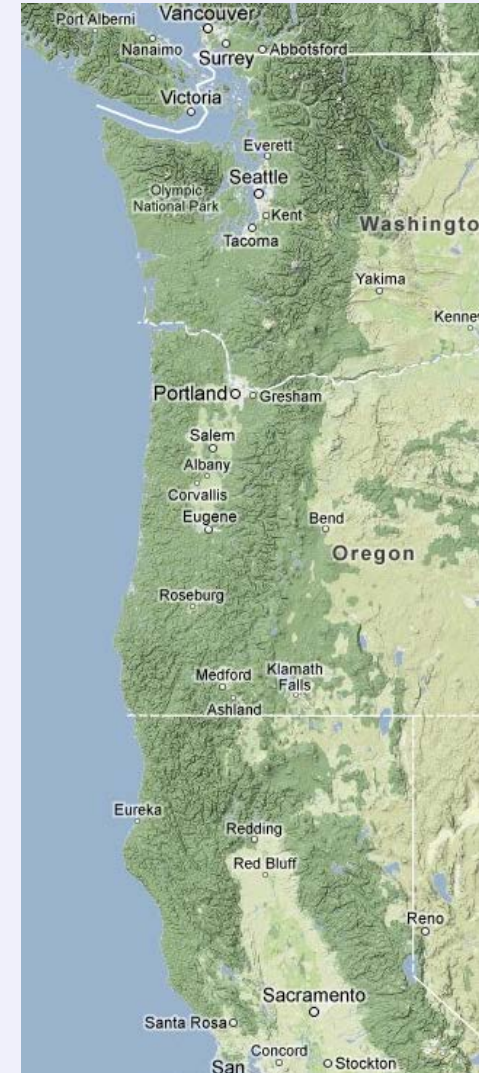 Port Alberni
Vancouver
Nanaimo
Surrey
Abbotsford
Victoria
Everett
Seattle
Olympic
National Park
Kent
Tacoma
Washingto
Yakima
Kennev
Portland
Gresham
Salem
Albany
Corvallis
Eugene
Bend
Oregon
Roseburg
Medford
Klamath
Falls
Ashland
Eureka
Redding
Red Bluff
Reno
Sacramento
Santa Rosa
Concord
San
Stockton